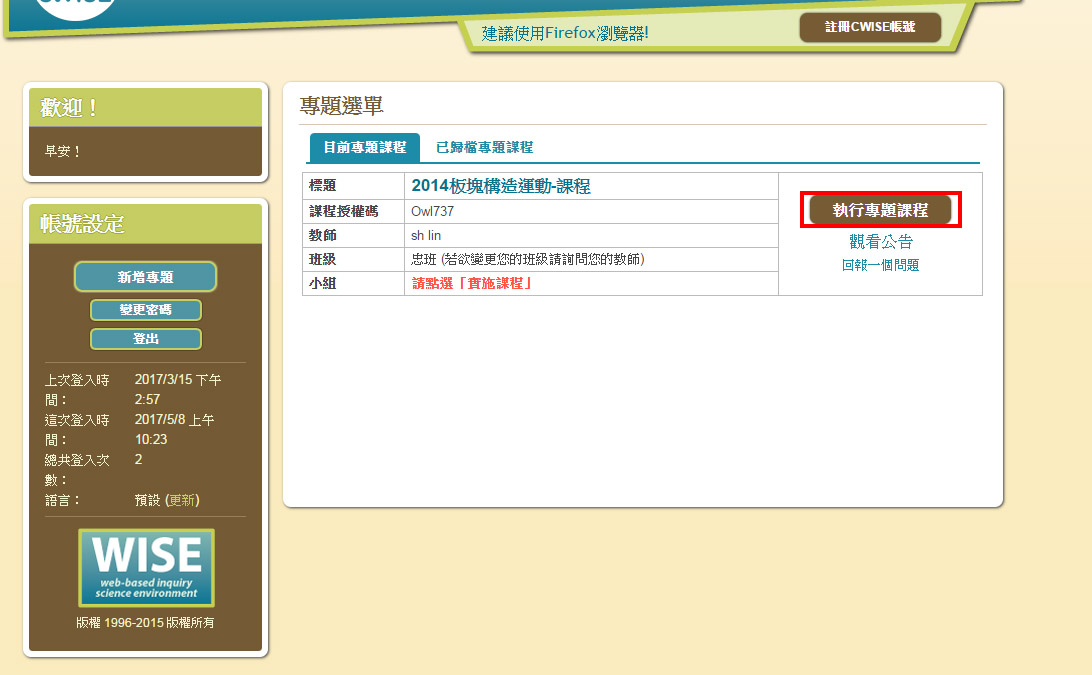 CWISE
建議使用Firefox瀏覽器!
註冊CWISE帳號
歡迎！
早安！
帳號設定
新增專題
變更密碼
登出
上次登入時間： 2017/3/15 下午 2:57
這次登入時間： 2017/5/8 上午 10:23
總共登入次數： 2
語言： 預設 (更新)
WISE
web-based inquiry
science environment
版權 1996-2015 版權所有
專題選單
目前專題課程 已歸檔專題課程
標題 2014板塊構造運動-課程
課程授權碼 Owl737
教師 sh lin
班級 忠班 (若欲變更您的班級請詢問您的教師)
小組 請點選「實施課程」
執行專題課程
觀看公告
回報一個問題